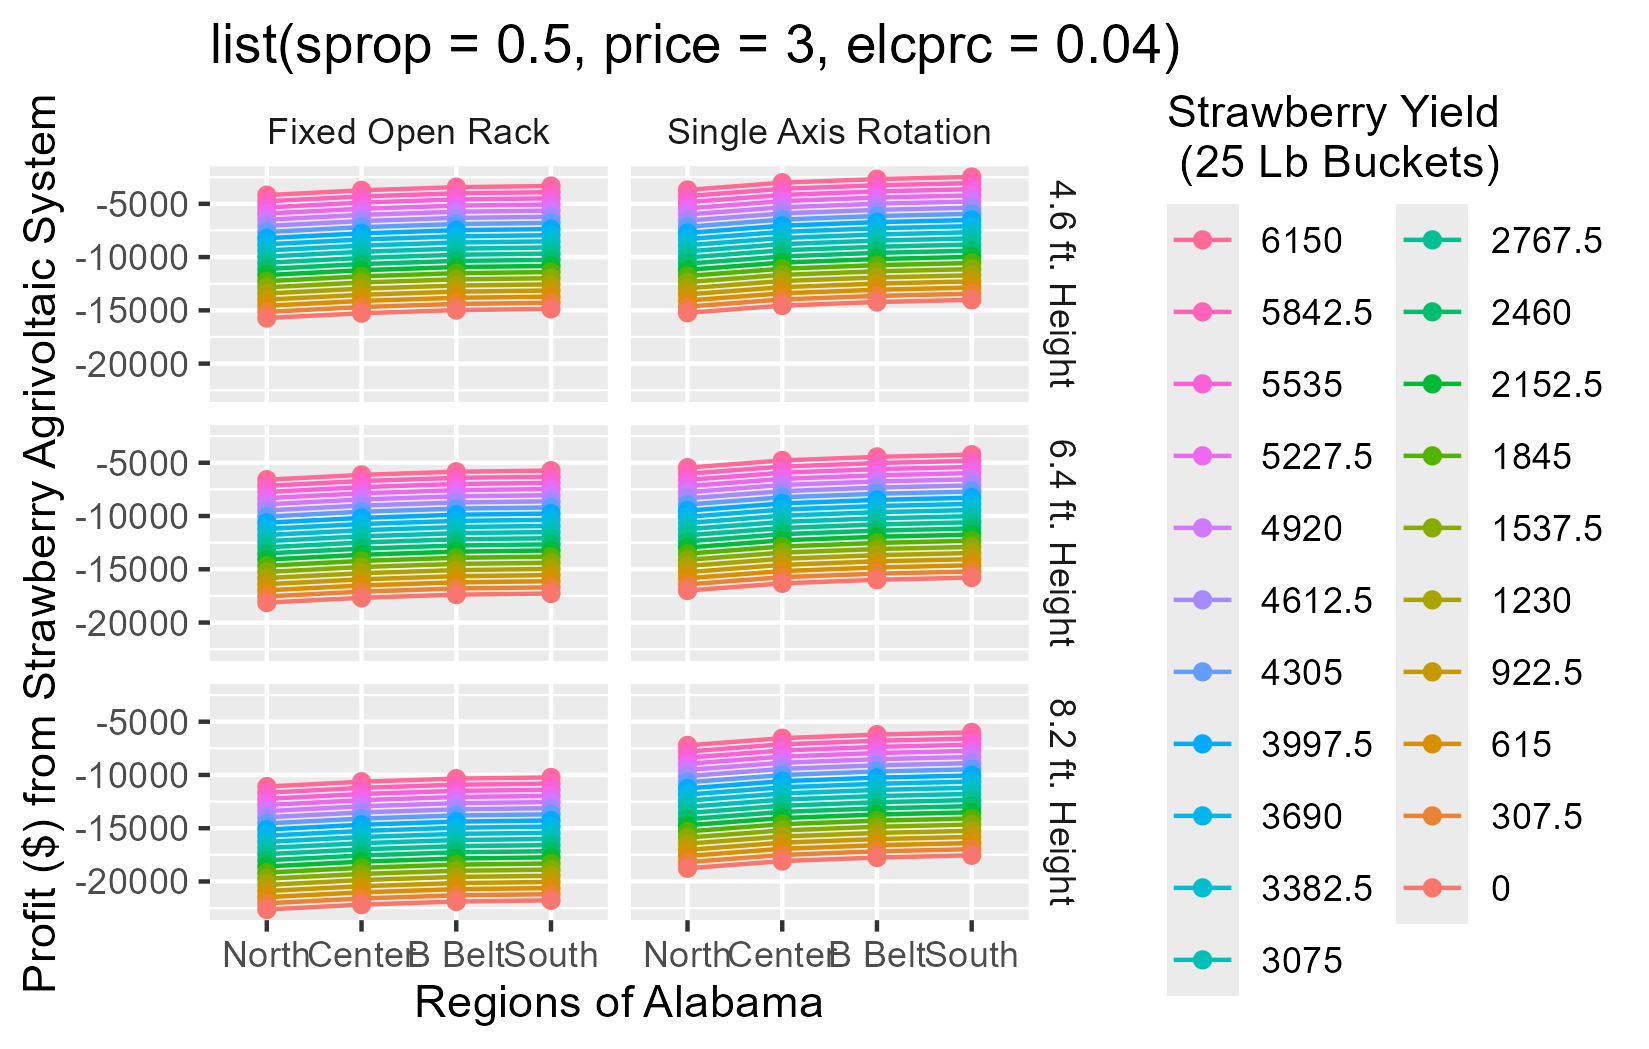 list(sprop = 0.5, price = 3, elcprc = 0.04)
Profit ($) from Strawberry Agrivoltaic System
Fixed Open Rack
Single Axis Rotation
-5000
-10000
-15000
-20000
4.6 ft. Height
-5000
-10000
-15000
-20000
6.4 ft. Height
-5000
-10000
-15000
-20000
8.2 ft. Height
North Center B Belt South
North Center B Belt South
Regions of Alabama
Strawberry Yield
(25 Lb Buckets)
6150
5842.5
5535
5227.5
4920
4612.5
4305
3997.5
3690
3382.5
3075
2767.5
2460
2152.5
1845
1537.5
1230
922.5
615
307.5
0